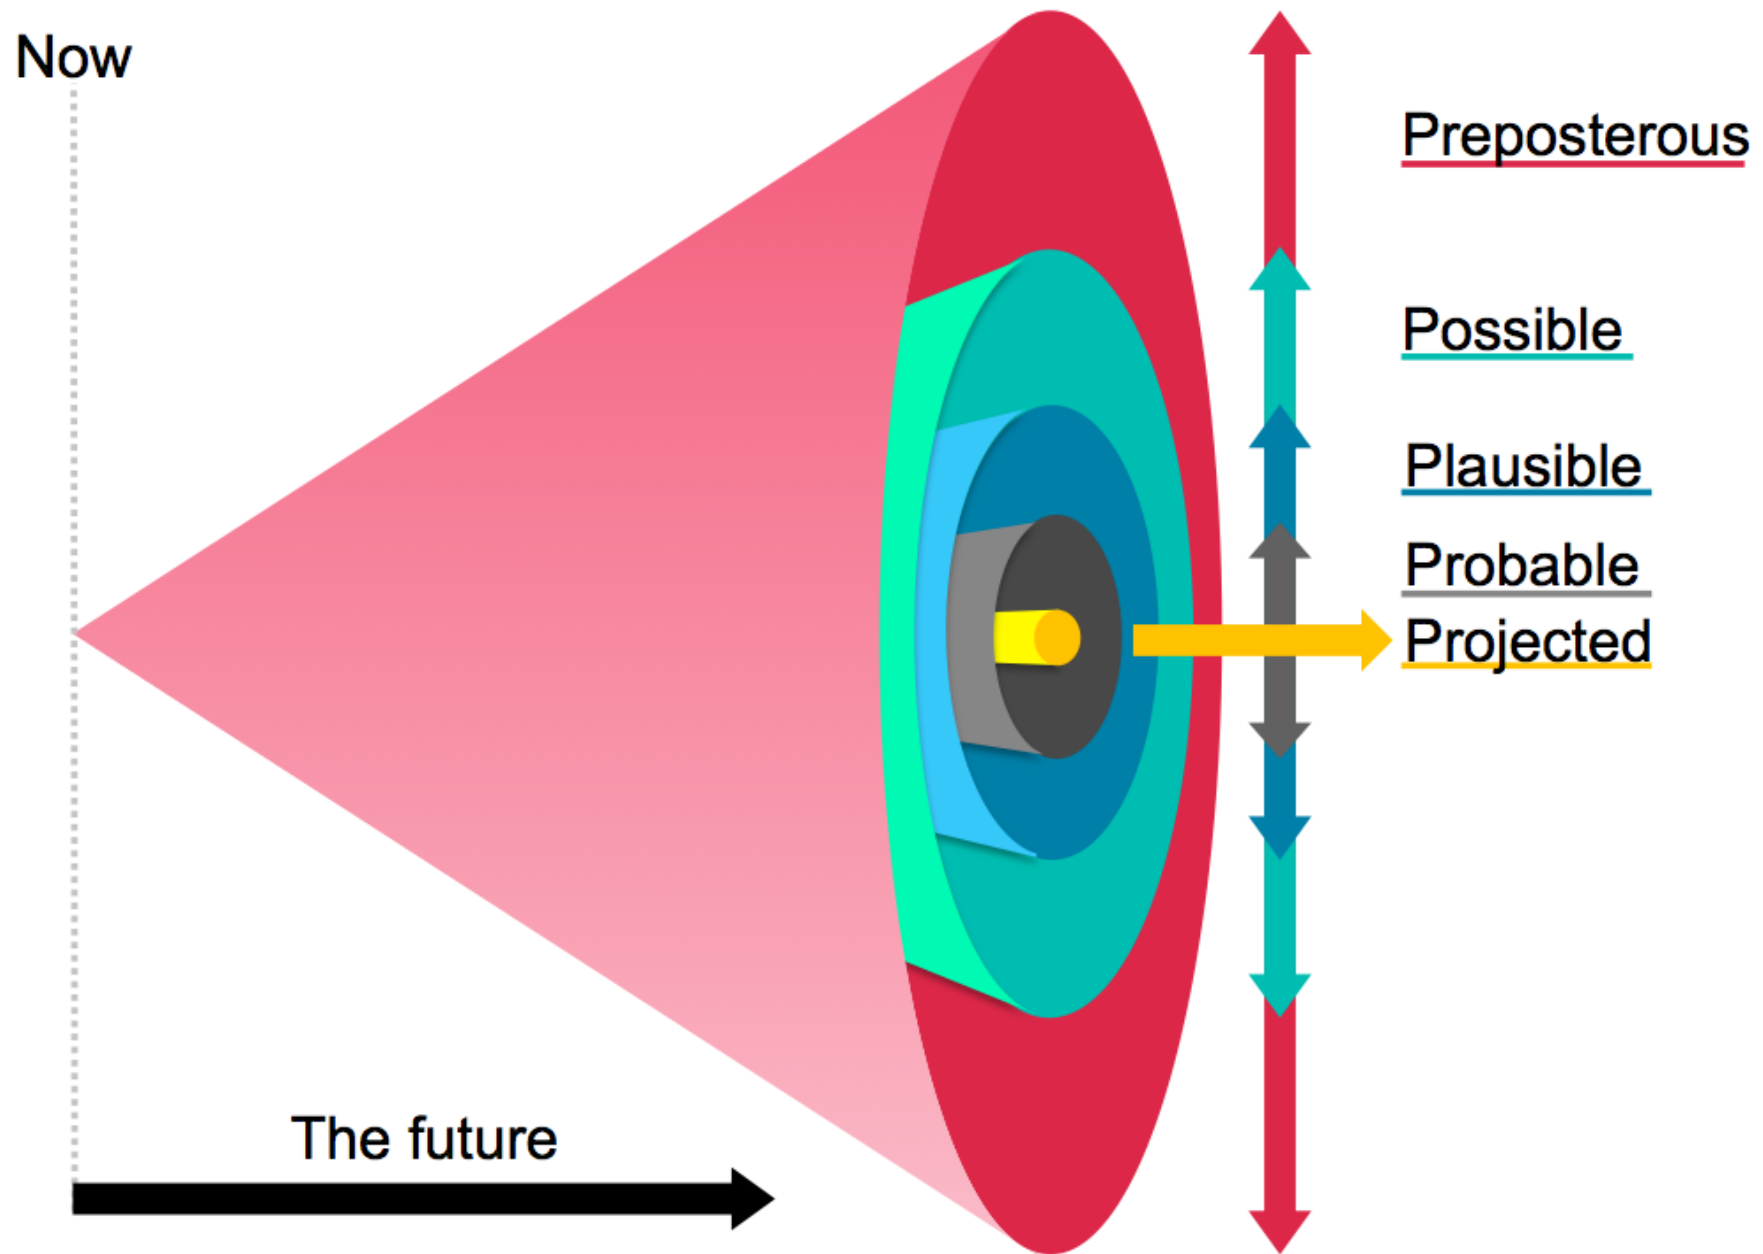 Now
Preposterous
Possible
Plausible
Probable
Projected
The future